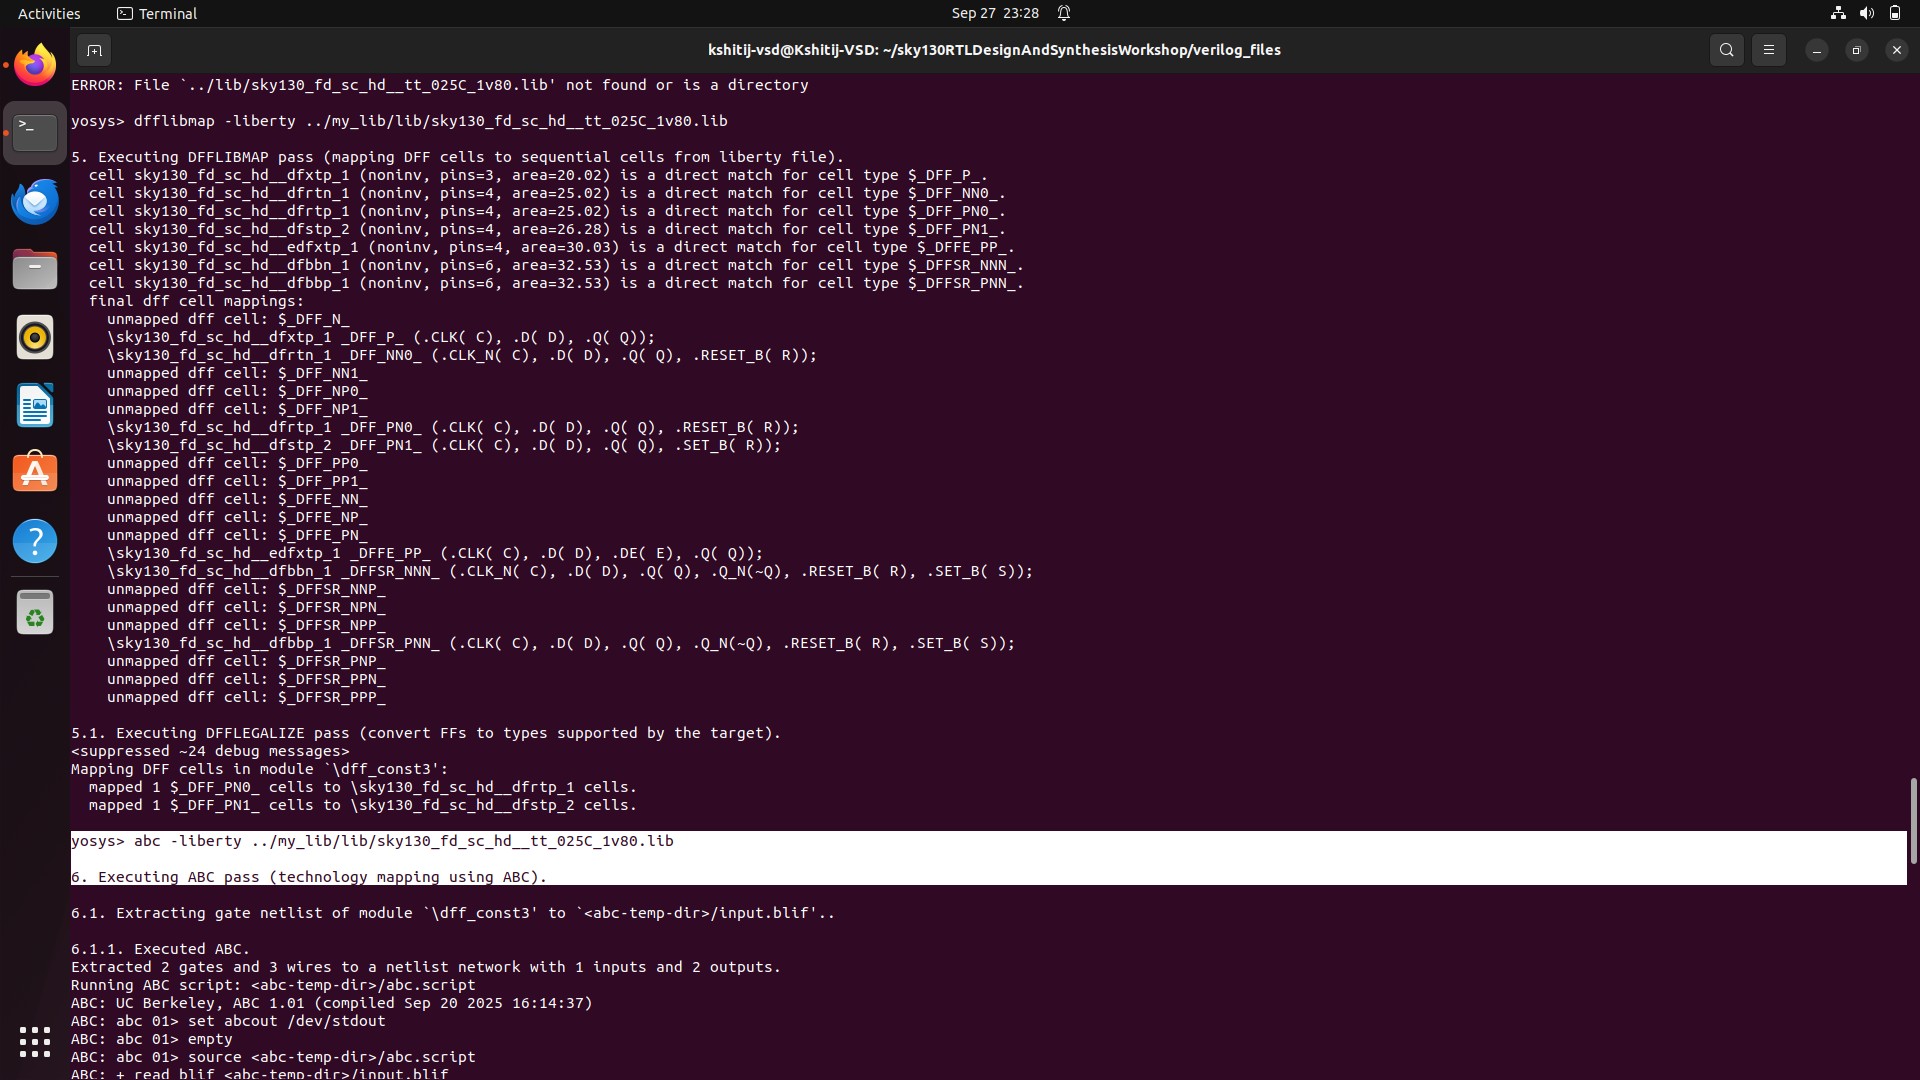 Activities
Terminal
Sep 27 23:28
kshitij-vsd@Kshitij-VSD: ~/sky130RTLDesignAndSynthesisWorkshop/verilog_files
ERROR: File `../lib/sky130_fd_sc_hd__tt_025C_1v80.lib' not found or is a directory
yosys> dfflibmap -liberty ../my_lib/lib/sky130_fd_sc_hd__tt_025C_1v80.lib
5. Executing DFFLIBMAP pass (mapping DFF cells to sequential cells from liberty file).
cell sky130_fd_sc_hd__dfxtp_1 (noninv, pins=3, area=20.02) is a direct match for cell type $_DFF_P_.
cell sky130_fd_sc_hd__dfrtn_1 (noninv, pins=4, area=25.02) is a direct match for cell type $_DFF_NN0_.
cell sky130_fd_sc_hd__dfrtp_1 (noninv, pins=4, area=25.02) is a direct match for cell type $_DFF_PN0_.
cell sky130_fd_sc_hd__dfstp_2 (noninv, pins=4, area=26.28) is a direct match for cell type $_DFF_PN1_.
cell sky130_fd_sc_hd__edfxtp_1 (noninv, pins=4, area=30.03) is a direct match for cell type $_DFFE_PP_.
cell sky130_fd_sc_hd__dfbbn_1 (noninv, pins=6, area=32.53) is a direct match for cell type $_DFFSR_NNN_.
cell sky130_fd_sc_hd__dfbbp_1 (noninv, pins=6, area=32.53) is a direct match for cell type $_DFFSR_PNN_.
final dff cell mappings:
unmapped dff cell: $_DFF_N_
\sky130_fd_sc_hd__dfxtp_1 _DFF_P_ (.CLK( C), .D( D), .Q( Q));
\sky130_fd_sc_hd__dfrtn_1 _DFF_NN0_ (.CLK_N( C), .D( D), .Q( Q), .RESET_B( R));
unmapped dff cell: $_DFF_NN1_
unmapped dff cell: $_DFF_NP0_
unmapped dff cell: $_DFF_NP1_
\sky130_fd_sc_hd__dfrtp_1 _DFF_PN0_ (.CLK( C), .D( D), .Q( Q), .RESET_B( R));
\sky130_fd_sc_hd__dfstp_2 _DFF_PN1_ (.CLK( C), .D( D), .Q( Q), .SET_B( R));
unmapped dff cell: $_DFF_PP0_
unmapped dff cell: $_DFF_PP1_
unmapped dff cell: $_DFFE_NN_
unmapped dff cell: $_DFFE_NP_
unmapped dff cell: $_DFFE_PN_
\sky130_fd_sc_hd__edfxtp_1 _DFFE_PP_ (.CLK( C), .D( D), .DE( E), .Q( Q));
\sky130_fd_sc_hd__dfbbn_1 _DFFSR_NNN_ (.CLK_N( C), .D( D), .Q( Q), .Q_N(~Q), .RESET_B( R), .SET_B( S));
unmapped dff cell: $_DFFSR_NNP_
unmapped dff cell: $_DFFSR_NPN_
unmapped dff cell: $_DFFSR_NPP_
\sky130_fd_sc_hd__dfbbp_1 _DFFSR_PNN_ (.CLK( C), .D( D), .Q( Q), .Q_N(~Q), .RESET_B( R), .SET_B( S));
unmapped dff cell: $_DFFSR_PNP_
unmapped dff cell: $_DFFSR_PPN_
unmapped dff cell: $_DFFSR_PPP_
5.1. Executing DFFLEGALIZE pass (convert FFs to types supported by the target).
<suppressed ~24 debug messages>
Mapping DFF cells in module `\dff_const3':
mapped 1 $_DFF_PN0_ cells to \sky130_fd_sc_hd__dfrtp_1 cells.
mapped 1 $_DFF_PN1_ cells to \sky130_fd_sc_hd__dfstp_2 cells.
yosys> abc -liberty ../my_lib/lib/sky130_fd_sc_hd__tt_025C_1v80.lib
6. Executing ABC pass (technology mapping using ABC).
6.1. Extracting gate netlist of module `\dff_const3' to `<abc-temp-dir>/input.blif'..
6.1.1. Executed ABC.
Extracted 2 gates and 3 wires to a netlist network with 1 inputs and 2 outputs.
Running ABC script: <abc-temp-dir>/abc.script
ABC: UC Berkeley, ABC 1.01 (compiled Sep 20 2025 16:14:37)
ABC: abc 01> set abcout /dev/stdout
ABC: abc 01> empty
ABC: abc 01> source <abc-temp-dir>/abc.script
ABC: + read_blif <abc-temp-dir>/input.blif